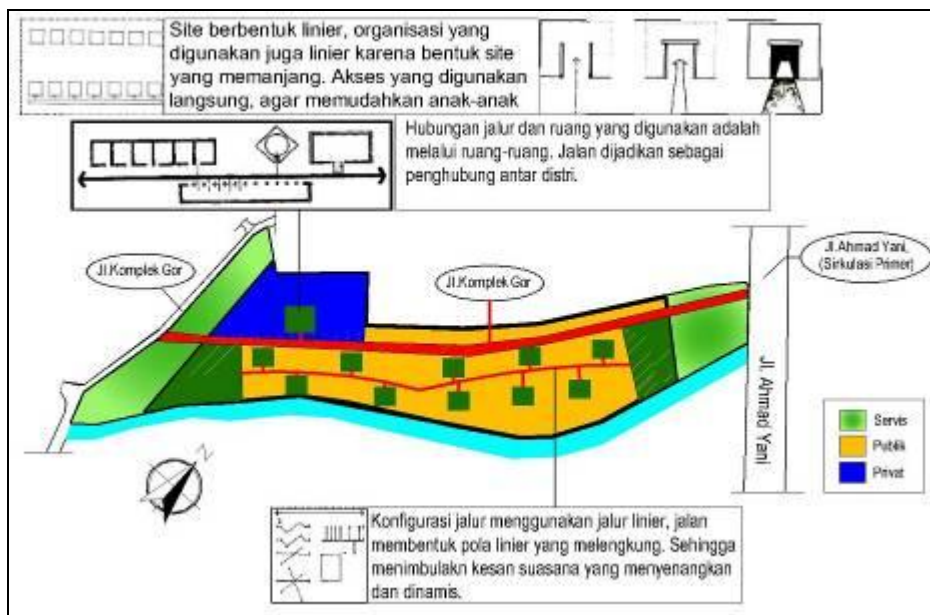 Site berbentuk linier, organisasi yang
digunakan juga linier karena bentuk site
yang memanjang. Akses yang digunakan
langsung, agar memudahkan anak-anak
Hubungan jalur dan ruang yang digunakan adalah
melalui ruang-ruang. Jalan dijadikan sebagai
penghubung antar distri.
Jl.Komplek Gor
Jl.Komplek Gor
Jl.Ahmad Yani,
(Sirkulasi Primer)
Jl. Ahmad Yani
Servis
Publik
Privat
Z
Konfigurasi jalur menggunakan jalur linier, jalan
membentuk pola linier yang melengkung. Sehingga
menimbulakn kesan suasana yang menyenangkan
dan dinamis.